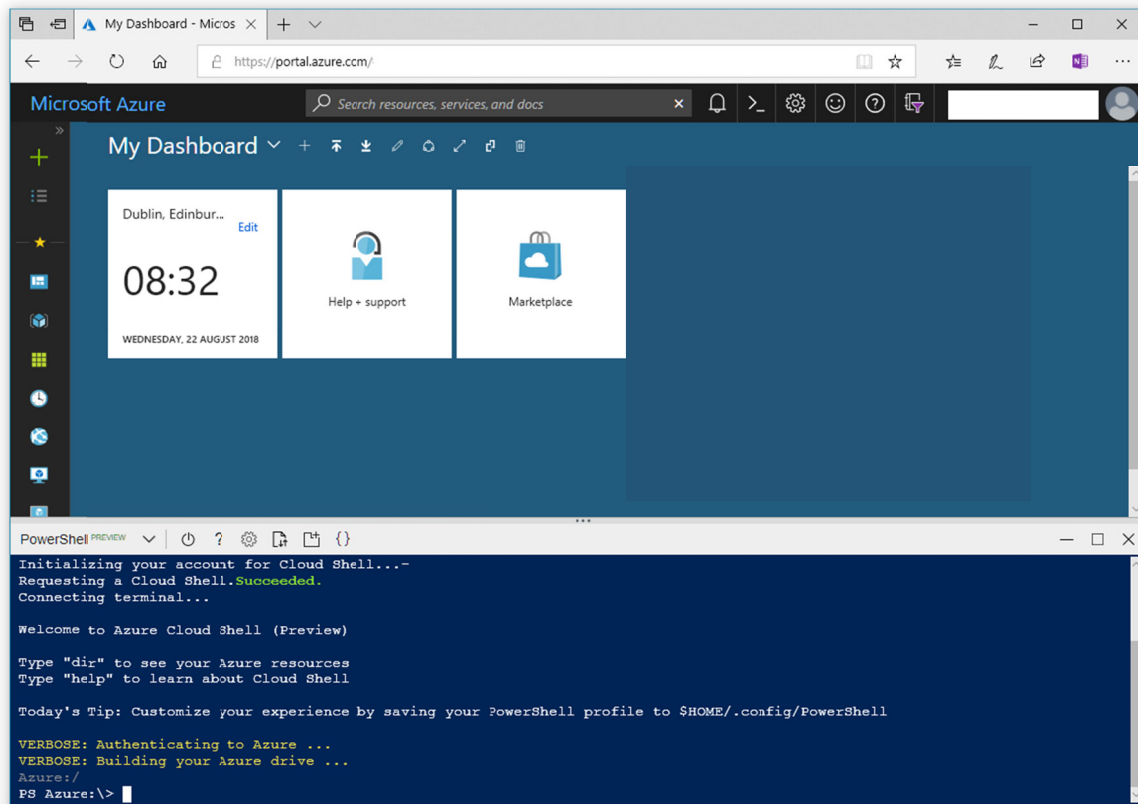 My Dashboard - Micros
https://portal.azure.com/
Microsoft Azure
Search resources, services, and docs
My Dashboard
Dublin, Edinbur...
Edit
08:32
WEDNESDAY, 22 AUGUST 2018
Help + support
Marketplace
PowerShell PREVIEW
Initializing your account for Cloud Shell...-
Requesting a Cloud Shell.Succeeded.
Connecting terminal...
Welcome to Azure Cloud Shell (Preview)
Type "dir" to see your Azure resources
Type "help" to learn about Cloud Shell
Today's Tip: Customize your experience by saving your PowerShell profile to $HOME/.config/PowerShell
VERBOSE: Authenticating to Azure ...
VERBOSE: Building your Azure drive ...
Azure:/
PS Azure:\>